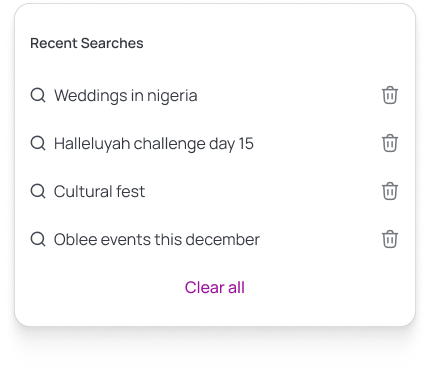 Recent Searches
Weddings in nigeria
Halleluyah challenge day 15
Cultural fest
Oblee events this december
Clear all